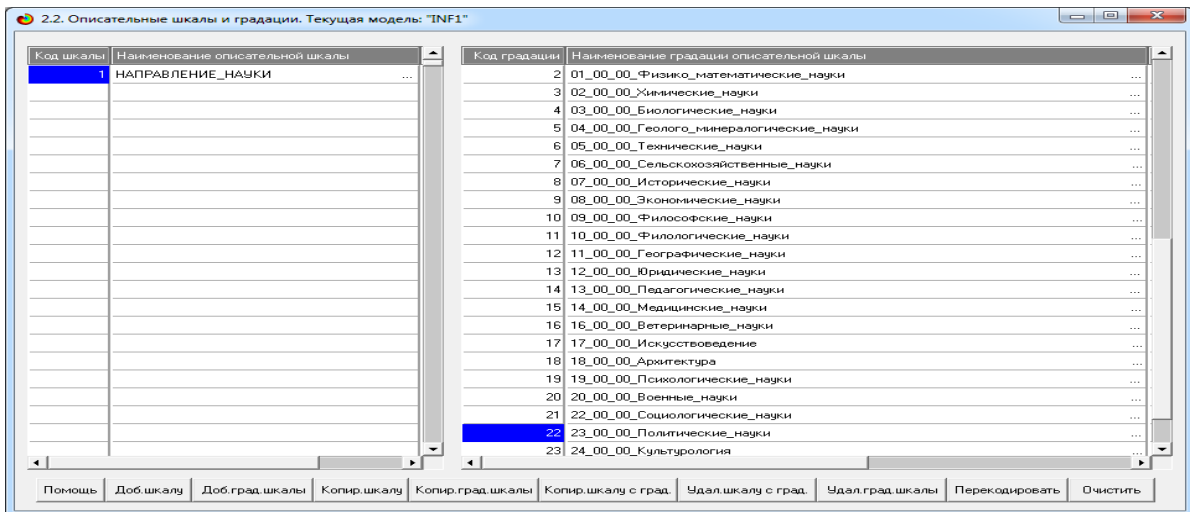 2.2. Описательные шкалы и градации. Текущая модель: "INF1"
Код шкалы Наименование описательной шкалы
1 НАПРАВЛЕНИЕ_НАУКИ ...
Код градации Наименование градации описательной шкалы
2 01_00_00_Физико_математические_науки ...
3 02_00_00_Химические_науки ...
4 03_00_00_Биологические_науки ...
5 04_00_00_Геолого_минералогические_науки ...
6 05_00_00_Технические_науки ...
7 06_00_00_Сельскохозяйственные_науки ...
8 07_00_00_Исторические_науки ...
9 08_00_00_Экономические_науки ...
10 09_00_00_Философские_науки ...
11 10_00_00_Филологические_науки ...
12 11_00_00_Географические_науки ...
13 12_00_00_Юридические_науки ...
14 13_00_00_Педагогические_науки ...
15 14_00_00_Медицинские_науки ...
16 16_00_00_Ветеринарные_науки ...
17 17_00_00_Искусствоведение ...
18 18_00_00_Архитектура ...
19 19_00_00_Психологические_науки ...
20 20_00_00_Военные_науки ...
21 22_00_00_Социологические_науки ...
22 23_00_00_Политические_науки ...
23 24_00_00_Культурология ...
Помощь Доб.шкалу Доб.град.шкалы Копир.шкалу Копир.град.шкалы Копир.шкалу с град. Удал.шкалу с град. Удал.град.шкалы Перекодировать Очистить